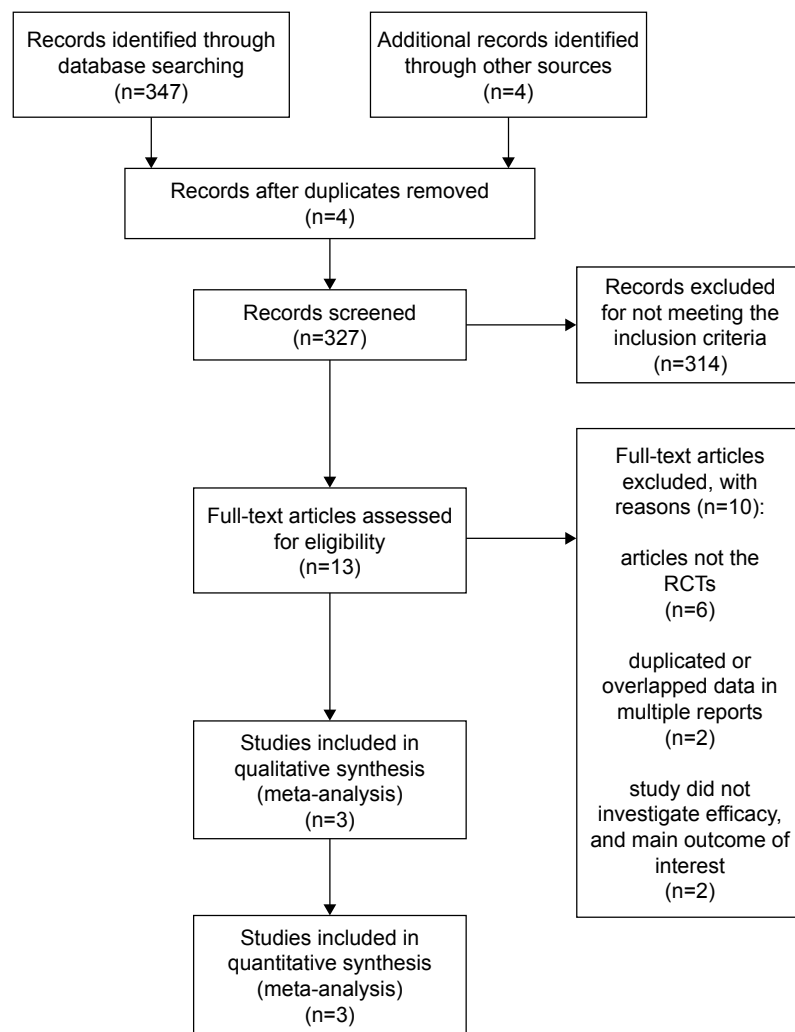 Records identified through
database searching
(n=347)
Additional records identified
through other sources
(n=4)
Records after duplicates removed
(n=4)
Records screened
(n=327)
Records excluded
for not meeting the
inclusion criteria
(n=314)
Full-text articles assessed
for eligibility
(n=13)
Full-text articles
excluded, with
reasons (n=10):
articles not the
RCTs
(n=6)
duplicated or
overlapped data in
multiple reports
(n=2)
study did not
investigate efficacy,
and main outcome of
interest
(n=2)
Studies included in
qualitative synthesis
(meta-analysis)
(n=3)
Studies included in
quantitative synthesis
(meta-analysis)
(n=3)